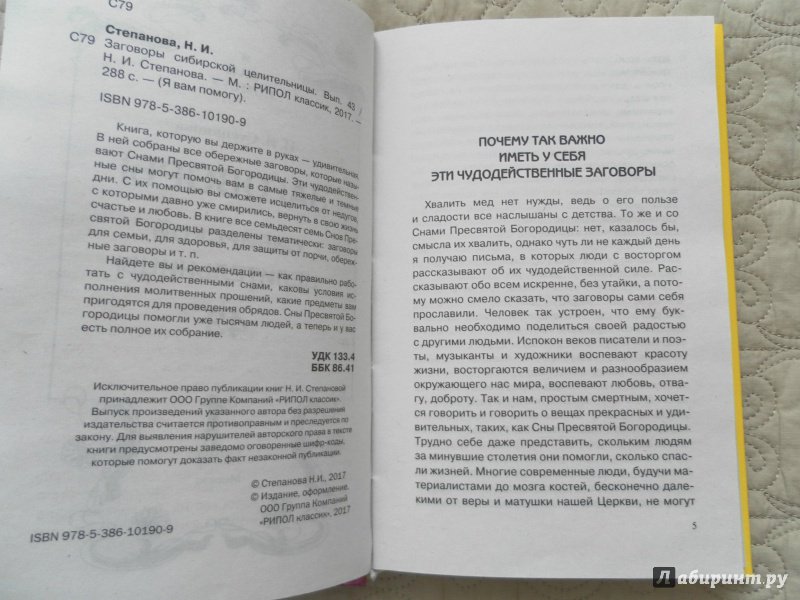 С79
Степанова, Н. И.
С79 Заговоры сибирской целительницы. Вып. 43 /
Н. И. Степанова. — М. : РИПОЛ классик, 2017. —
288 с. — (Я вам помогу).
ISBN 978-5-386-10190-9
Книга, которую вы держите в руках — удивительная.
В ней собраны все обережные заговоры, которые назы-
вают Снами Пресвятой Богородицы. Эти чудодействен-
ные сны могут помочь вам в самые тяжелые и темные
дни. С их помощью вы сможете исцелиться от недугов,
с которыми давно уже смирились, вернуть в свою жизнь
счастье и любовь. В книге все семьдесят семь Снов Пре-
святой Богородицы разделены тематически: заговоры
для семьи, для здоровья, для защиты от порчи, обереж-
ные заговоры и т. п.
Найдете вы и рекомендации — как правильно рабо-
тать с чудодейственными снами, каковы условия ис-
полнения молитвенных прошений, какие предметы вам
пригодятся для проведения обрядов. Сны Пресвятой Бо-
городицы помогли уже тысячам людей, а теперь и у вас
есть полное их собрание.
УДК 133.4
ББК 86.41
Исключительное право публикации книг Н. И. Степановой
принадлежит ООО Группе Компаний «РИПОЛ классик».
Выпуск произведений указанного автора без разрешения
издательства считается противоправным и преследуется по
закону. Для выявления нарушителей авторского права в тексте
книги предусмотрены заведомо оговоренные шифр-коды,
которые помогут доказать факт незаконной публикации.
© Степанова Н.И., 2017
© Издание, оформление.
ООО Группа Компаний
«РИПОЛ классик», 2017
ISBN 978-5-386-10190-9
ПОЧЕМУ ТАК ВАЖНО
ИМЕТЬ У СЕБЯ
ЭТИ ЧУДОДЕЙСТВЕННЫЕ ЗАГОВОРЫ
Хвалить мед нет нужды, ведь о его пользе
и сладости все наслышаны с детства. То же и со
Снами Пресвятой Богородицы: нет, казалось бы,
смысла их хвалить, однако чуть ли не каждый день
я получаю письма, в которых люди с восторгом
рассказывают об их чудодейственной силе. Рас-
сказывают обо всем искренне, без утайки, а пото-
му можно смело сказать, что заговоры сами себя
прославили. Человек так устроен, что ему бук-
вально необходимо поделиться своей радостью
с другими людьми. Испокон веков писатели и поэ-
ты, музыканты и художники воспевают красоту
жизни, восторгаются величием и разнообразием
окружающего нас мира, воспевают любовь, отва-
гу, доброту. Так и нам, простым смертным, хочет-
ся говорить и говорить о вещах прекрасных и уди-
вительных, таких, как Сны Пресвятой Богородицы.
Трудно себе даже представить, скольким людям
за минувшие столетия они помогли, сколько спас-
ли жизней. Многие современные люди, будучи ма-
териалистами до мозга костей, бесконечно дале-
кими от веры и матушки нашей Церкви, не могут
5
Лабиринт.ру